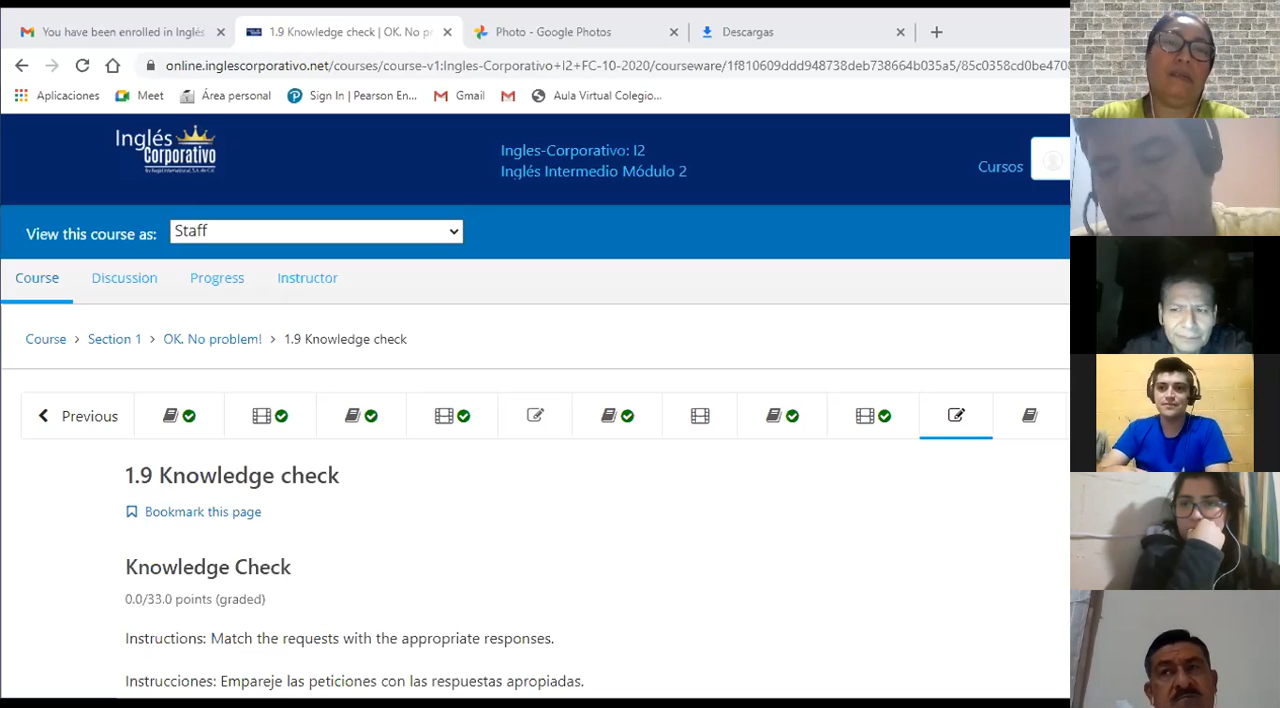 You have been enrolled in Inglés
1.9 Knowledge check | OK. No pr
Photo - Google Photos
Descargas
online.inglescorporativo.net/courses/course-v1:Ingles-Corporativo+I2+FC-10-2020/courseware/1f810609ddd948738deb738664b035a5/85c0358cd0be470
Aplicaciones
Meet
Área personal
Sign In | Pearson En...
Gmail
Aula Virtual Colegio...
Inglés
Corporativo
Ingles-Corporativo: I2
Inglés Intermedio Módulo 2
Cursos
View this course as:
Staff
Course
Discussion
Progress
Instructor
Course > Section 1 > OK. No problem! > 1.9 Knowledge check
Previous
1.9 Knowledge check
Bookmark this page
Knowledge Check
0.0/33.0 points (graded)
Instructions: Match the requests with the appropriate responses.
Instrucciones: Empareje las peticiones con las respuestas apropiadas.